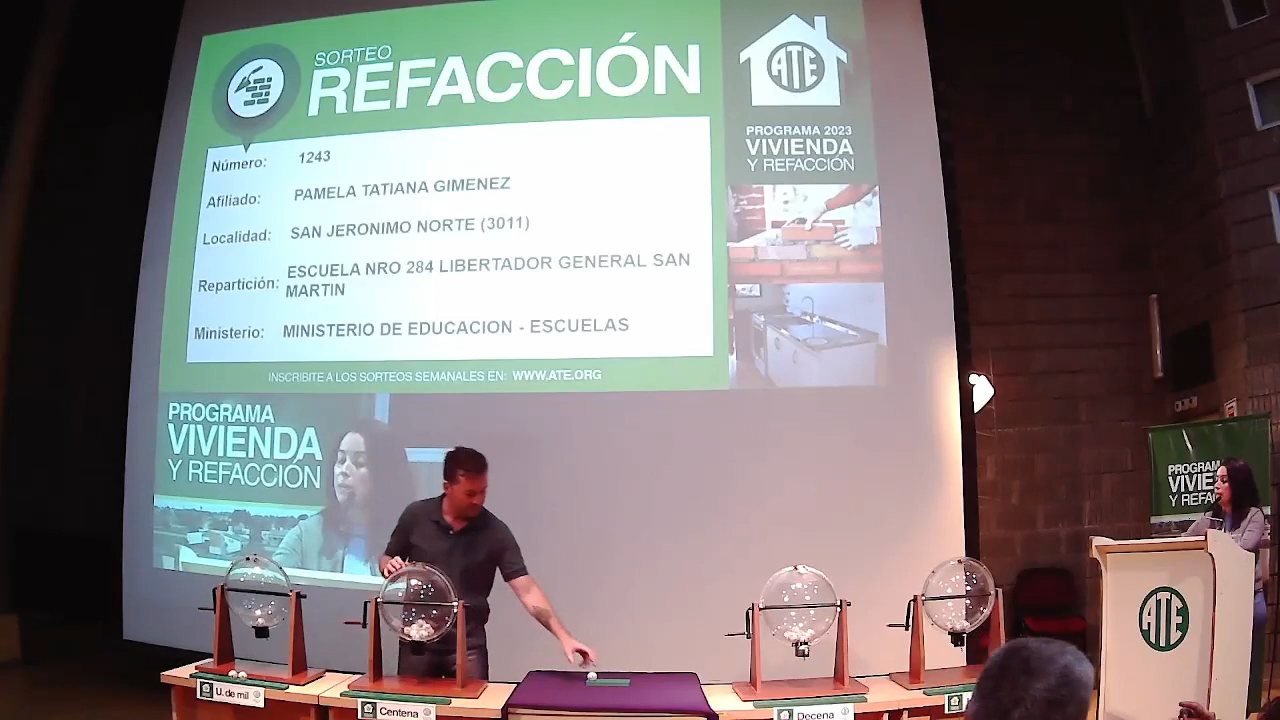 SORTEO
REFACCIÓN
Número: 1243
Afiliado: PAMELA TATIANA GIMENEZ
Localidad: SAN JERONIMO NORTE (3011)
Repartición: ESCUELA NRO 284 LIBERTADOR GENERAL SAN
MARTIN
Ministerio: MINISTERIO DE EDUCACION - ESCUELAS
INSCRIBITE A LOS SORTEOS SEMANALES EN: WWW.ATE.ORG
ATE
PROGRAMA 2023
VIVIENDA
Y REFACCIÓN
PROGRAMA
VIVIENDA
Y REFACCIÓN
PROGRAM
VIVIE
Y REFA
ATE
U. de mil
Centena
Decena